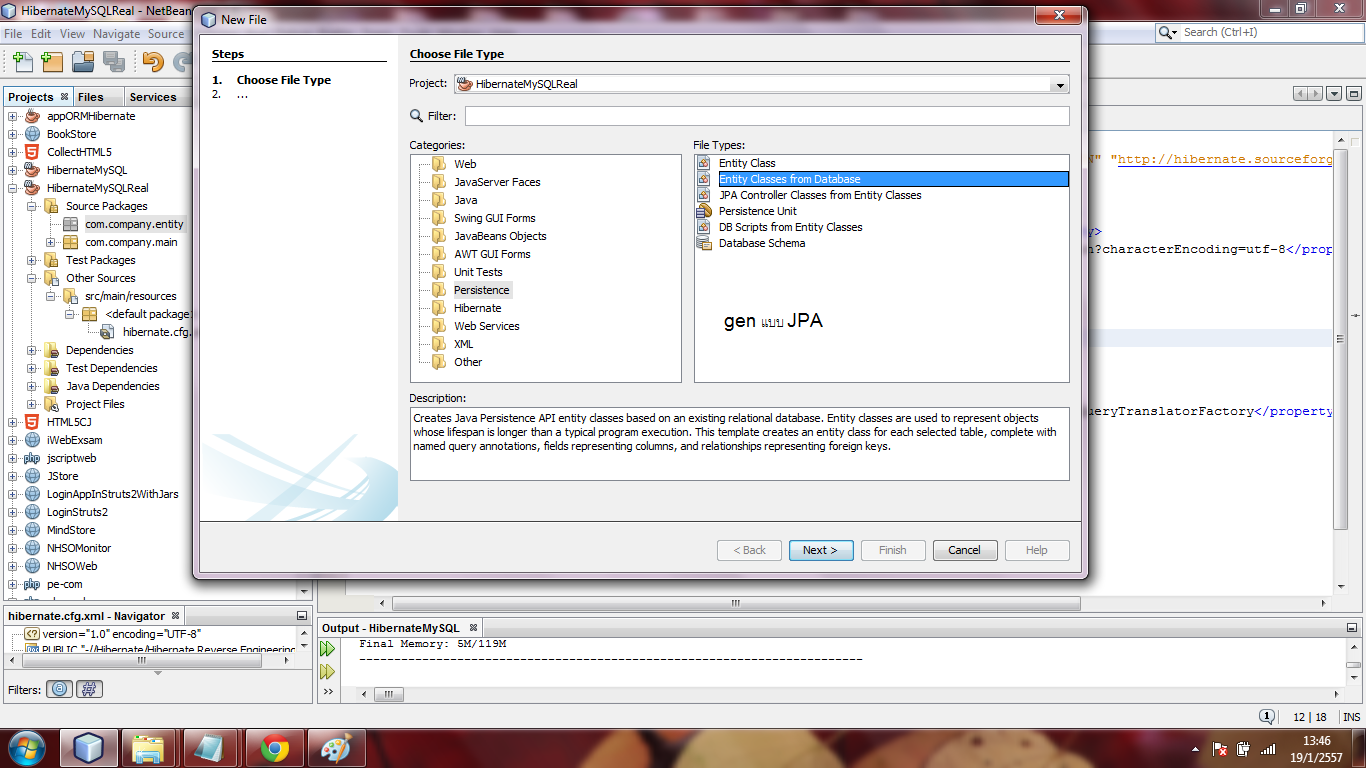 HibernateMySQLReal - NetBean
New File
File Edit View Navigate Source
Search (Ctrl+I)
Steps
1. Choose File Type
2. ...
Choose File Type
Project: HibernateMySQLReal
Filter:
Categories:
Web
JavaServer Faces
Java
Swing GUI Forms
JavaBeans Objects
AWT GUI Forms
Unit Tests
Persistence
Hibernate
Web Services
XML
Other
File Types:
Entity Class
Entity Classes from Database
JPA Controller Classes from Entity Classes
Persistence Unit
DB Scripts from Entity Classes
Database Schema
gen แบบ JPA
Description:
Creates Java Persistence API entity classes based on an existing relational database. Entity classes are used to represent objects
whose lifespan is longer than a typical program execution. This template creates an entity class for each selected table, complete with
named query annotations, fields representing columns, and relationships representing foreign keys.
< Back Next > Finish Cancel Help
Projects Files Services
appORMHibernate
BookStore
CollectHTML5
HibernateMySQL
HibernateMySQLReal
Source Packages
com.company.entity
com.company.main
Test Packages
Other Sources
src/main/resources
<default package>
hibernate.cfg.
Dependencies
Test Dependencies
Java Dependencies
Project Files
HTML5CJ
iWebExsam
jscriptweb
JStore
LoginAppInStruts2WithJars
LoginStruts2
MindStore
NHSOMonitor
NHSOWeb
pe-com
N" "http://hibernate.sourceforg
y>
n?characterEncoding=utf-8</prop
ueryTranslatorFactory</property
hibernate.cfg.xml - Navigator
version="1.0" encoding="UTF-8"
PUBLIC "-//Hibernate/Hibernate Reverse Engineering
Filters:
Output - HibernateMySQL
Final Memory: 5M/119M
------------------------------------------------------------------------
1 12 | 18 INS
13:46
19/1/2557